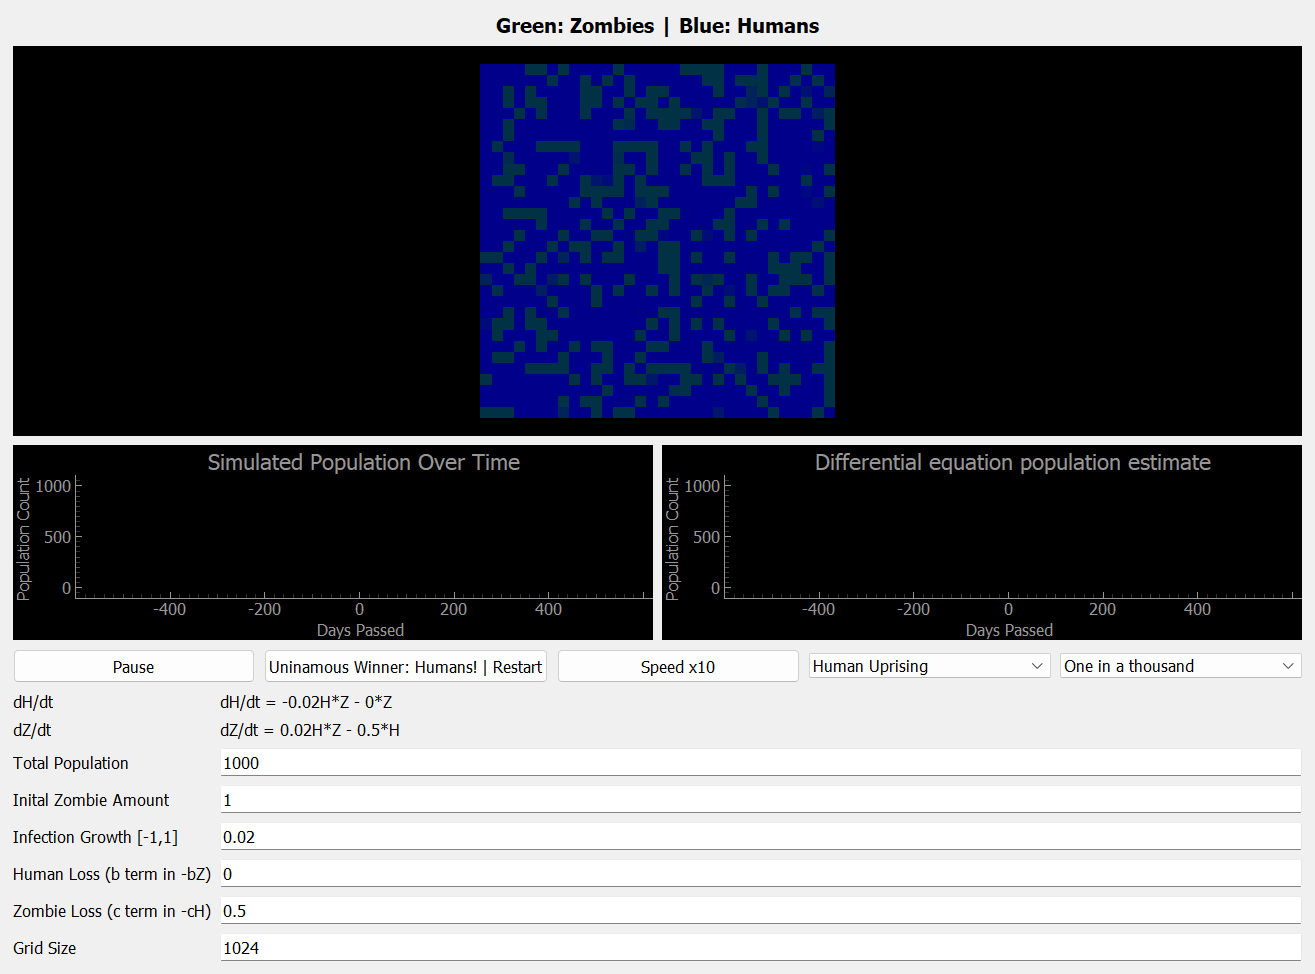 Green: Zombies | Blue: Humans
Simulated Population Over Time
Population Count
1000
500
0
-400 -200 0 200 400
Days Passed
Differential equation population estimate
Population Count
1000
500
0
-400 -200 0 200 400
Days Passed
Pause Uninamous Winner: Humans! | Restart Speed x10 Human Uprising One in a thousand
dH/dt dH/dt = -0.02H*Z - 0*Z
dZ/dt dZ/dt = 0.02H*Z - 0.5*H
Total Population 1000
Inital Zombie Amount 1
Infection Growth [-1,1] 0.02
Human Loss (b term in -bZ) 0
Zombie Loss (c term in -cH) 0.5
Grid Size 1024